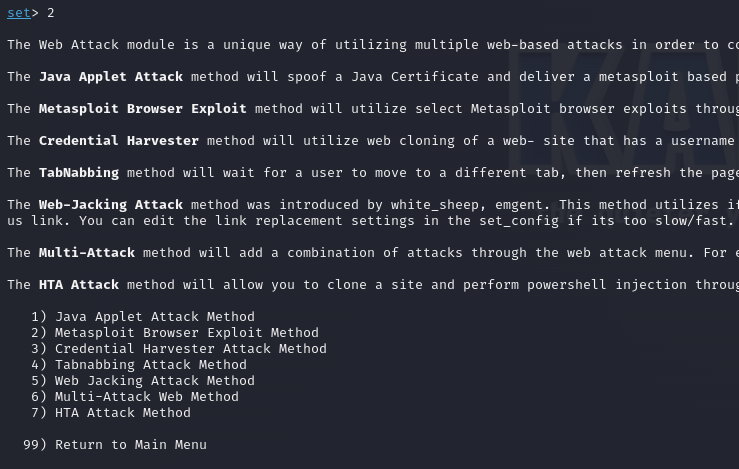 set> 2
The Web Attack module is a unique way of utilizing multiple web-based attacks in order to
The Java Applet Attack method will spoof a Java Certificate and deliver a metasploit based
The Metasploit Browser Exploit method will utilize select Metasploit browser exploits
The Credential Harvester method will utilize web cloning of a web- site that has a username
The TabNabbing method will wait for a user to move to a different tab, then refresh the page
The Web-Jacking Attack method was introduced by white_sheep, emgent. This method utilizes
us link. You can edit the link replacement settings in the set_config if its too slow/fast.
The Multi-Attack method will add a combination of attacks through the web attack menu. For
The HTA Attack method will allow you to clone a site and perform powershell injection
1) Java Applet Attack Method
2) Metasploit Browser Exploit Method
3) Credential Harvester Attack Method
4) Tabnabbing Attack Method
5) Web Jacking Attack Method
6) Multi-Attack Web Method
7) HTA Attack Method
99) Return to Main Menu